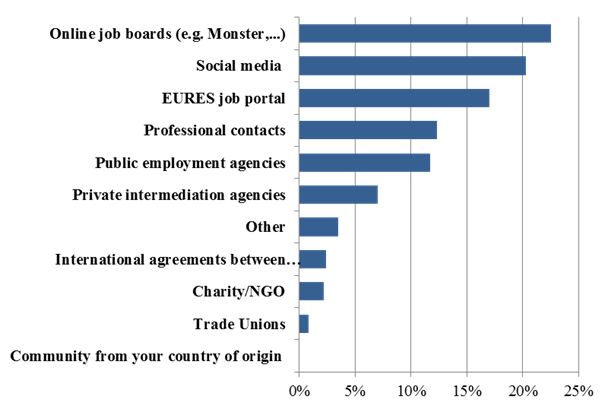 Online job boards (e.g. Monster,...)
Social media
EURES job portal
Professional contacts
Public employment agencies
Private intermediation agencies
Other
International agreements between…
Charity/NGO
Trade Unions
Community from your country of origin
0% 5% 10% 15% 20% 25%